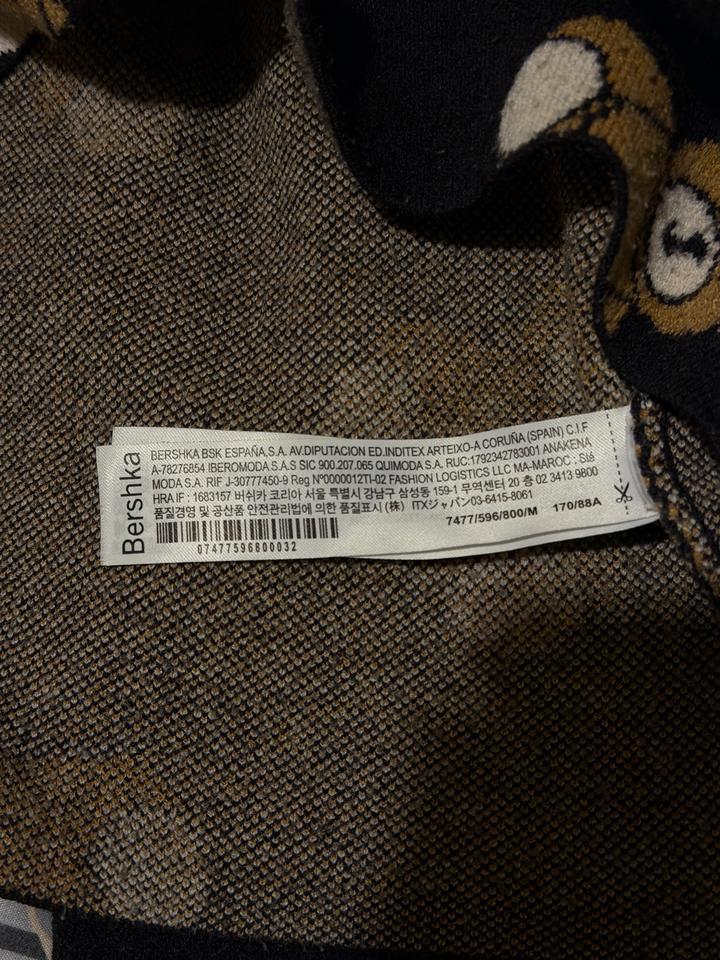 Bershka
BERSHKA BSK ESPAÑA,S.A. AV.DIPUTACION ED.INDITEX ARTEIXO-A CORUÑA (SPAIN) C.I.F
A-78276854 IBEROMODA S.A.S SIC 900.207.065 QUIMODA S.A. RUC:1792342783001 ANAKENA
MODA S.A. RIF J-30777450-9 Reg Nº0000012TI-02 FASHION LOGISTICS LLC MA-MAROC : Sté
HRA IF : 1683157 버쉬카 코리아 서울 특별시 강남구 삼성동 159-1 무역센터 20 층 02 3413 9800
품질경영 및 공산품 안전관리법에 의한 품질표시 (株) ITXジャパン03-6415-8061
7477/596/800/M 170/88A
07477596800032